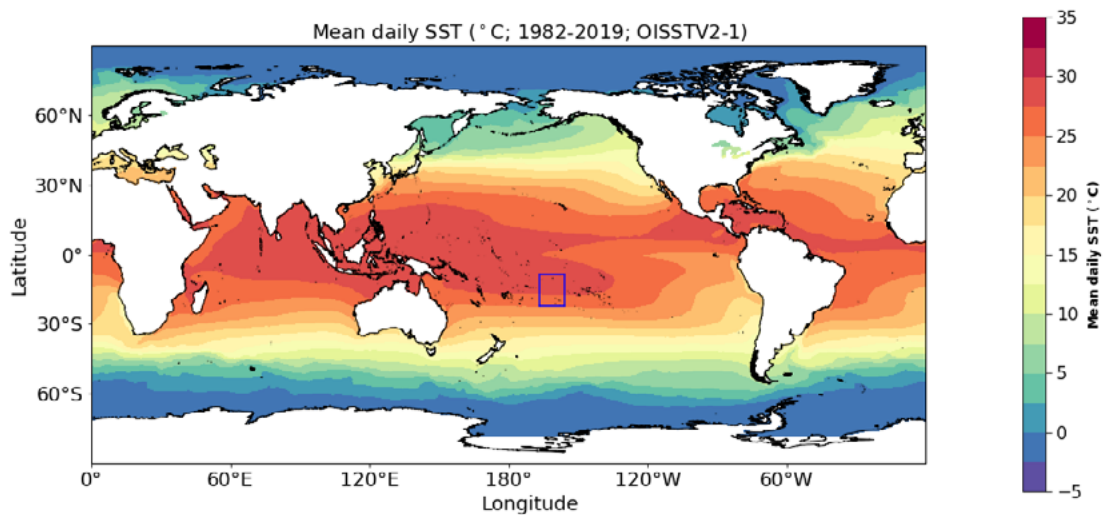 Mean daily SST (°C; 1982-2019; OISSTV2-1)
60°N
30°N
0°
30°S
60°S
Latitude
0°
60°E
120°E
180°
120°W
60°W
Longitude
35
30
25
20
15
10
5
0
−5
Mean daily SST (°C)